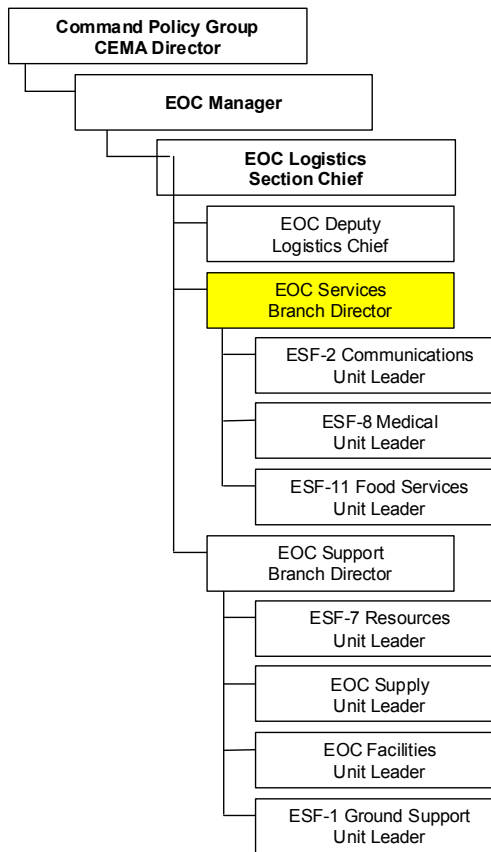 Command Policy Group
CEMA Director
EOC Manager
EOC Logistics
Section Chief
EOC Deputy
Logistics Chief
EOC Services
Branch Director
ESF-2 Communications
Unit Leader
ESF-8 Medical
Unit Leader
ESF-11 Food Services
Unit Leader
EOC Support
Branch Director
ESF-7 Resources
Unit Leader
EOC Supply
Unit Leader
EOC Facilities
Unit Leader
ESF-1 Ground Support
Unit Leader